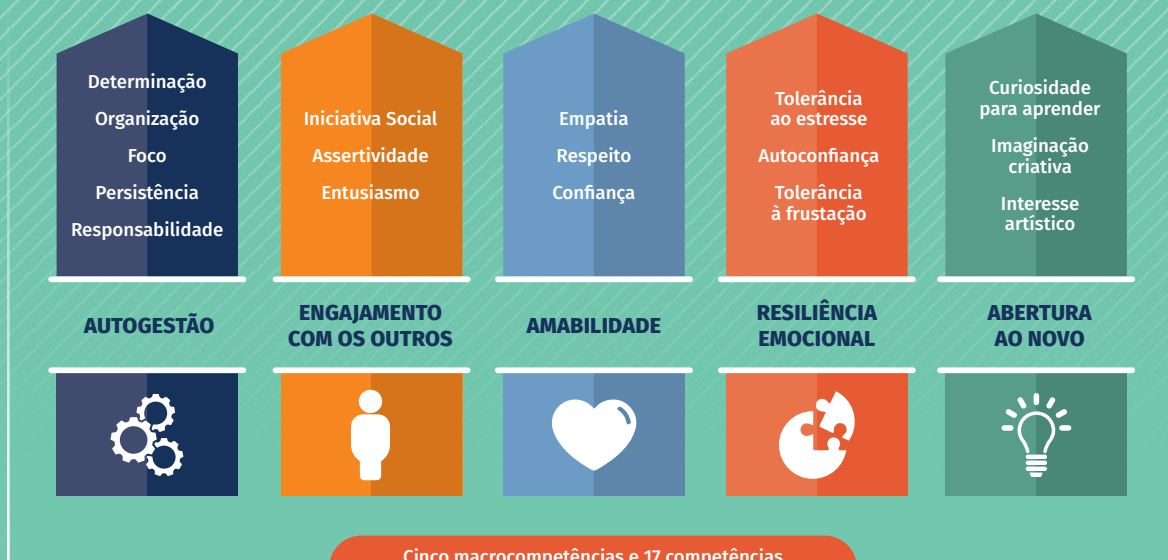 Determinação
Organização
Foco
Persistência
Responsabilidade
AUTOGESTÃO
Iniciativa Social
Assertividade
Entusiasmo
ENGAJAMENTO
COM OS OUTROS
Empatia
Respeito
Confiança
AMABILIDADE
Tolerância
ao estresse
Autoconfiança
Tolerância
à frustação
RESILIÊNCIA
EMOCIONAL
Curiosidade
para aprender
Imaginação
criativa
Interesse
artístico
ABERTURA
AO NOVO
Cinco macrocompetências e 17 competências